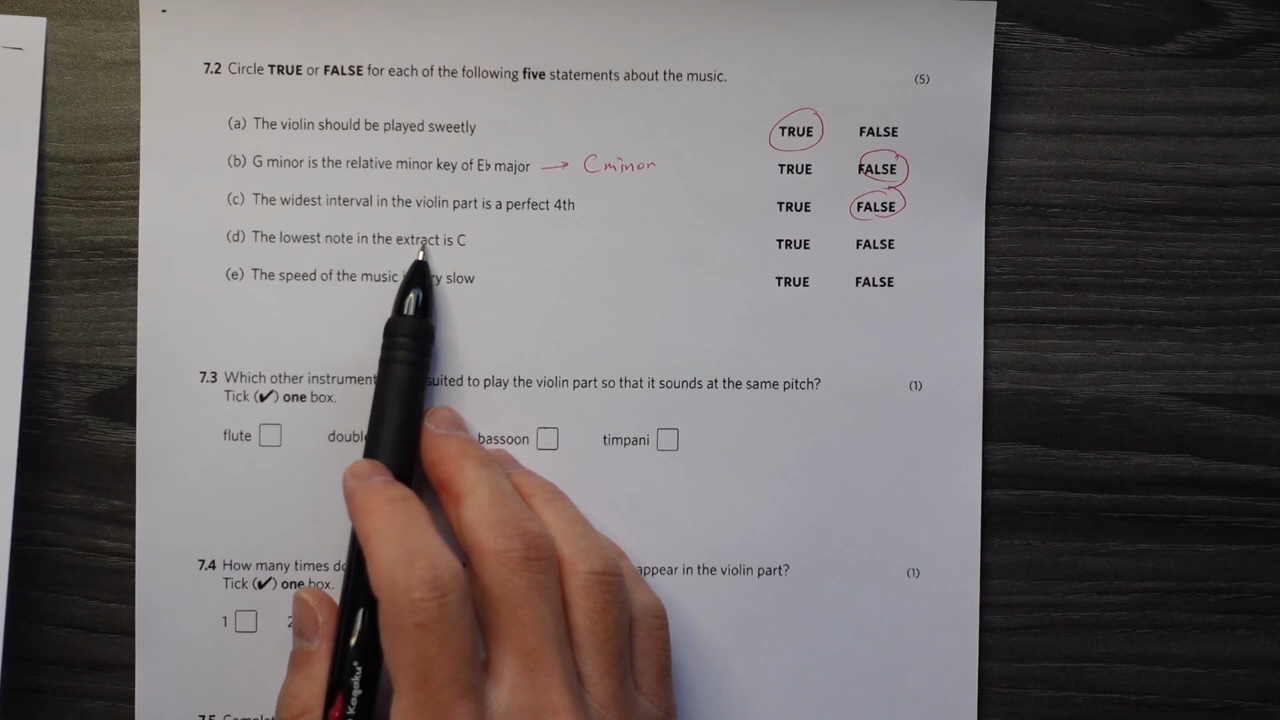 7.2 Circle TRUE or FALSE for each of the following five statements about the music. (5)
(a) The violin should be played sweetly TRUE FALSE
(b) G minor is the relative minor key of E♭ major → C minor TRUE FALSE
(c) The widest interval in the violin part is a perfect 4th TRUE FALSE
(d) The lowest note in the extract is C TRUE FALSE
(e) The speed of the music slow TRUE FALSE
7.3 Which other instrument suited to play the violin part so that it sounds at the same pitch? (1)
Tick (✔) one box.
flute bassoon timpani
7.4 How many times appear in the violin part? (1)
Tick (✔) one box.
1
7.5
Kogaku